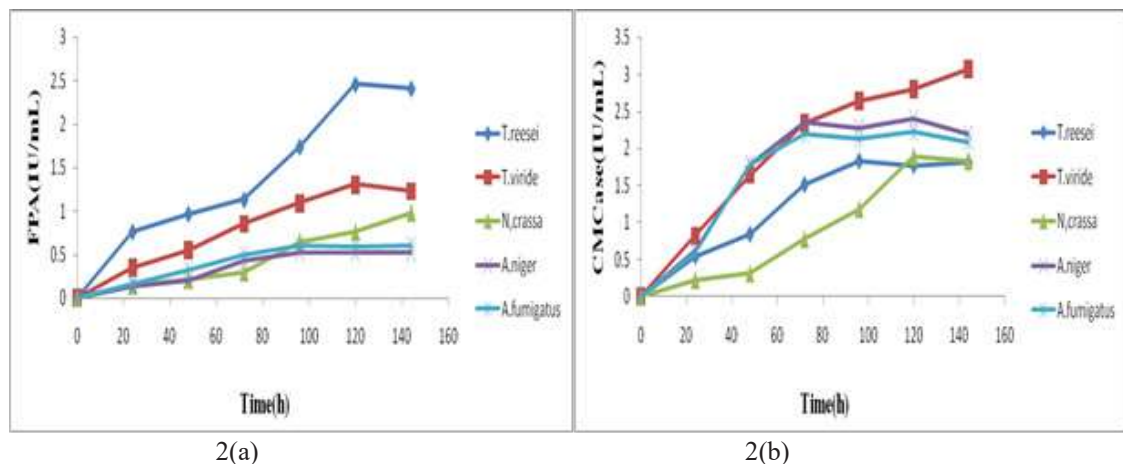 3
2.5
2
1.5
1
0.5
0
FPA(IU/mL)
0 20 40 60 80 100 120 140 160
Time(h)
T.reesei
T.viride
N,crassa
A.niger
A.fumigatus
2(a)
3.5
3
2.5
2
1.5
1
0.5
0
CMCase(IU/mL)
0 20 40 60 80 100 120 140 160
Time(h)
T.reesei
T.viride
N,crassa
A.niger
A.fumigatus
2(b)